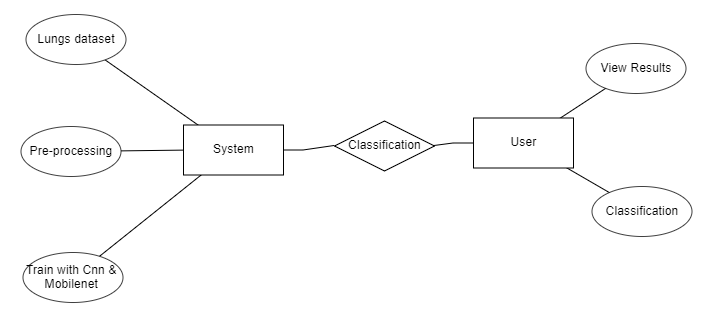 Lungs dataset
View Results
Pre-processing
System
Classification
User
Classification
Train with Cnn &
Mobilenet